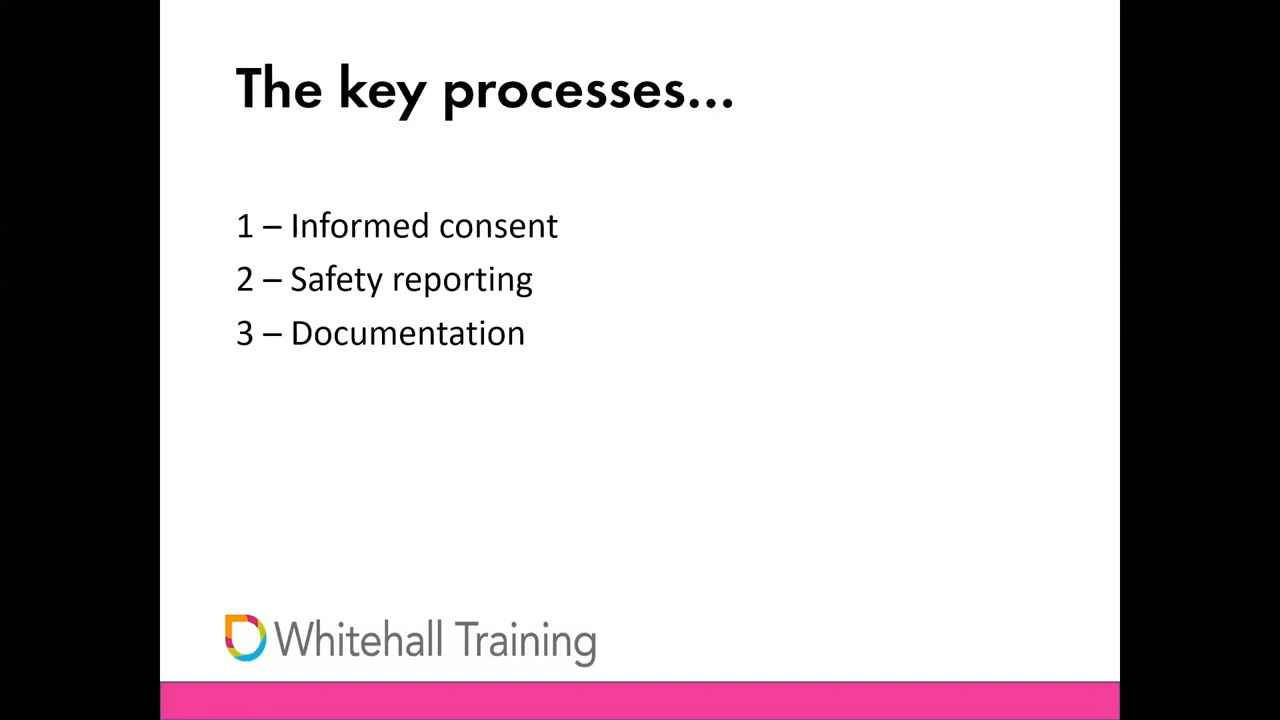 The key processes...
1 – Informed consent
2 – Safety reporting
3 – Documentation
Whitehall Training